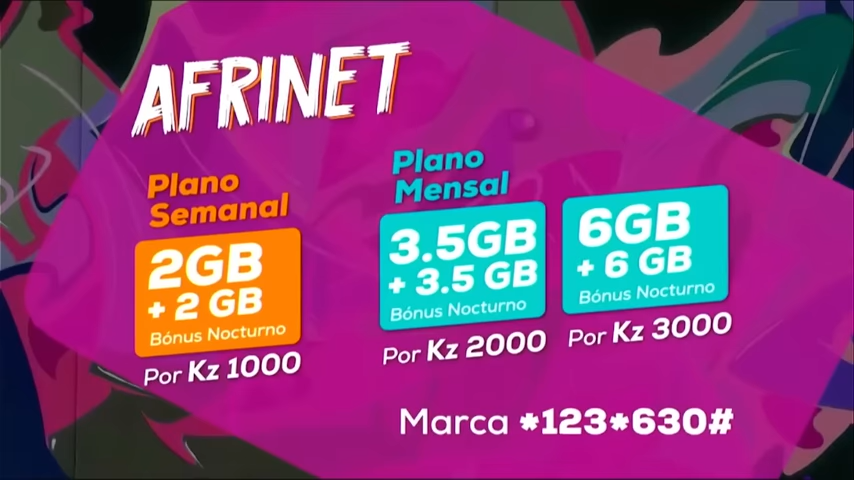 AFRINET
Plano
Semanal
2GB
+ 2 GB
Bónus Nocturno
Por Kz 1000
Plano
Mensal
3.5GB
+ 3.5 GB
Bónus Nocturno
Por Kz 2000
6GB
+ 6 GB
Bónus Nocturno
Por Kz 3000
Marca *123*630#